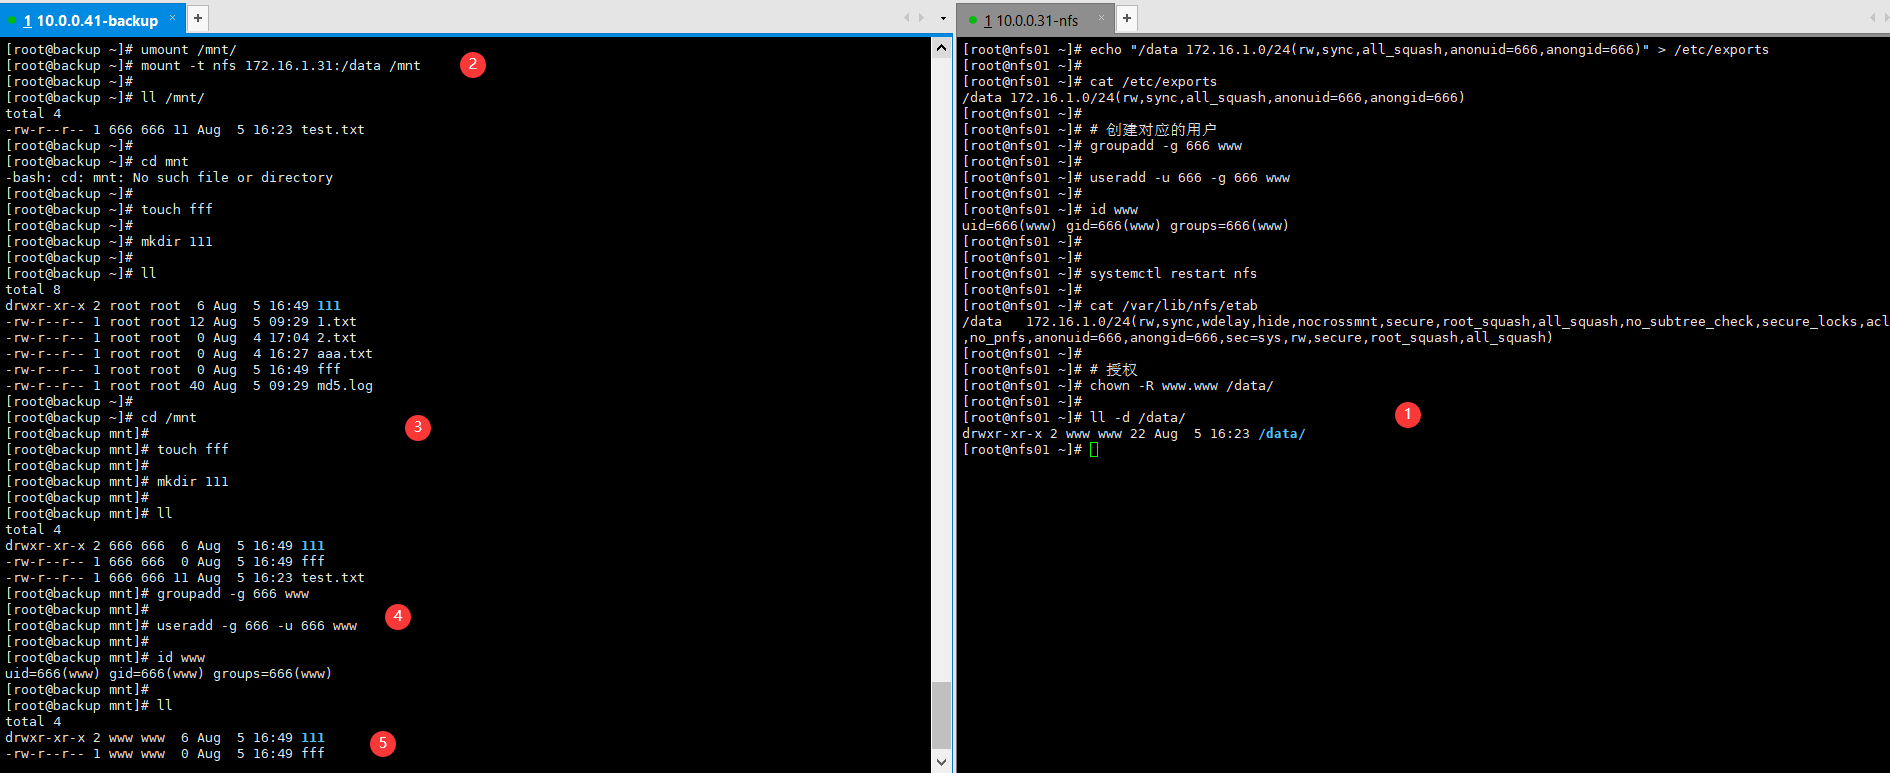 1 10.0.0.41-backup × +
[root@backup ~]# umount /mnt/
[root@backup ~]# mount -t nfs 172.16.1.31:/data /mnt
2
[root@backup ~]#
[root@backup ~]# ll /mnt/
total 4
-rw-r--r-- 1 666 666 11 Aug  5 16:23 test.txt
[root@backup ~]#
[root@backup ~]# cd mnt
-bash: cd: mnt: No such file or directory
[root@backup ~]#
[root@backup ~]# touch fff
[root@backup ~]#
[root@backup ~]# mkdir 111
[root@backup ~]#
[root@backup ~]# ll
total 8
drwxr-xr-x 2 root root  6 Aug  5 16:49 111
-rw-r--r-- 1 root root 12 Aug  5 09:29 1.txt
-rw-r--r-- 1 root root  0 Aug  4 17:04 2.txt
-rw-r--r-- 1 root root  0 Aug  4 16:27 aaa.txt
-rw-r--r-- 1 root root  0 Aug  5 16:49 fff
-rw-r--r-- 1 root root 40 Aug  5 09:29 md5.log
[root@backup ~]#
[root@backup ~]# cd /mnt
3
[root@backup mnt]#
[root@backup mnt]# touch fff
[root@backup mnt]#
[root@backup mnt]# mkdir 111
[root@backup mnt]#
[root@backup mnt]# ll
total 4
drwxr-xr-x 2 666 666  6 Aug  5 16:49 111
-rw-r--r-- 1 666 666  0 Aug  5 16:49 fff
-rw-r--r-- 1 666 666 11 Aug  5 16:23 test.txt
[root@backup mnt]# groupadd -g 666 www
[root@backup mnt]#
4
[root@backup mnt]# useradd -g 666 -u 666 www
[root@backup mnt]#
[root@backup mnt]# id www
uid=666(www) gid=666(www) groups=666(www)
[root@backup mnt]#
[root@backup mnt]# ll
total 4
drwxr-xr-x 2 www www  6 Aug  5 16:49 111
5
-rw-r--r-- 1 www www  0 Aug  5 16:49 fff
1 10.0.0.31-nfs × +
[root@nfs01 ~]# echo "/data 172.16.1.0/24(rw,sync,all_squash,anonuid=666,anongid=666)" > /etc/exports
[root@nfs01 ~]#
[root@nfs01 ~]# cat /etc/exports
/data 172.16.1.0/24(rw,sync,all_squash,anonuid=666,anongid=666)
[root@nfs01 ~]#
[root@nfs01 ~]# # 创建对应的用户
[root@nfs01 ~]# groupadd -g 666 www
[root@nfs01 ~]#
[root@nfs01 ~]# useradd -u 666 -g 666 www
[root@nfs01 ~]#
[root@nfs01 ~]# id www
uid=666(www) gid=666(www) groups=666(www)
[root@nfs01 ~]#
[root@nfs01 ~]#
[root@nfs01 ~]# systemctl restart nfs
[root@nfs01 ~]#
[root@nfs01 ~]# cat /var/lib/nfs/etab
/data   172.16.1.0/24(rw,sync,wdelay,hide,nocrossmnt,secure,root_squash,all_squash,no_subtree_check,secure_locks,acl
,no_pnfs,anonuid=666,anongid=666,sec=sys,rw,secure,root_squash,all_squash)
[root@nfs01 ~]#
[root@nfs01 ~]# # 授权
[root@nfs01 ~]# chown -R www.www /data/
[root@nfs01 ~]#
1
[root@nfs01 ~]# ll -d /data/
drwxr-xr-x 2 www www 22 Aug  5 16:23 /data/
[root@nfs01 ~]#